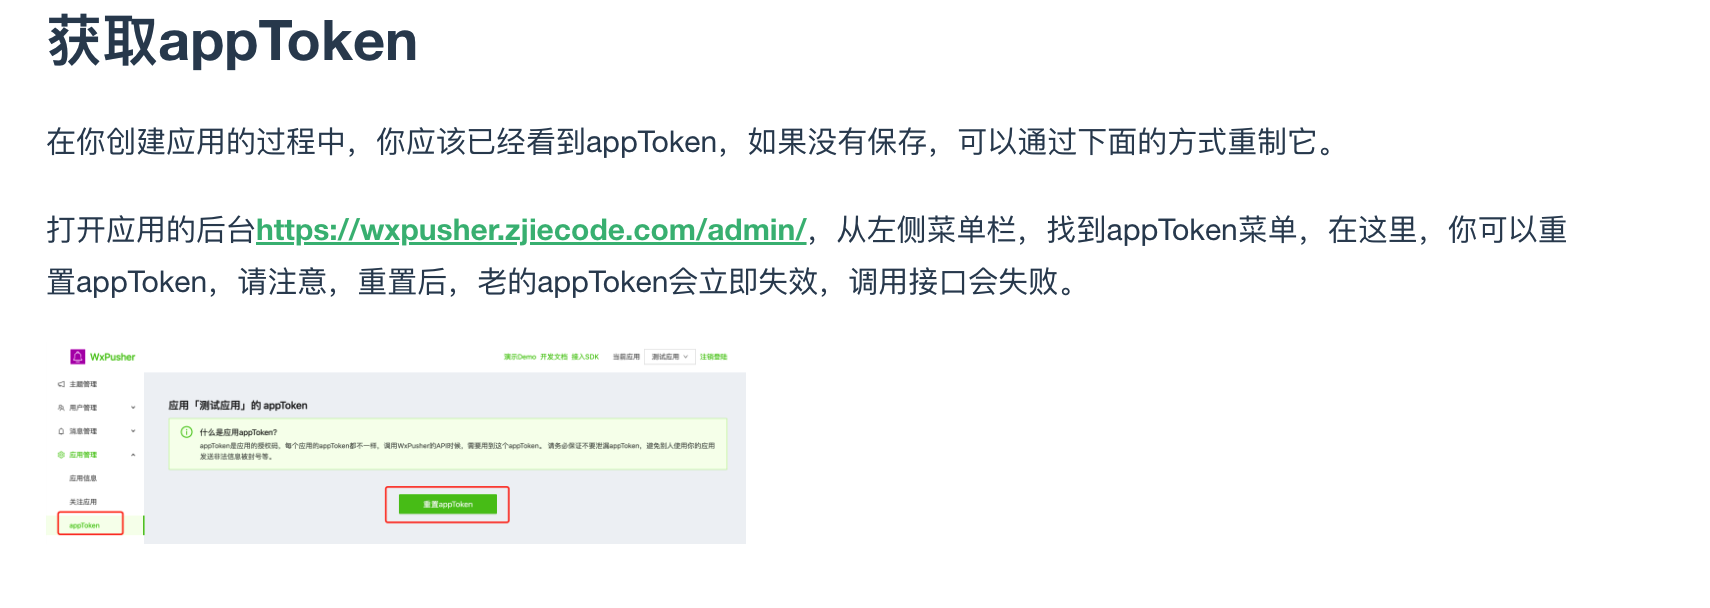 获取appToken
在你创建应用的过程中，你应该已经看到appToken，如果没有保存，可以通过下面的方式重制它。
打开应用的后台https://wxpusher.zjiecode.com/admin/，从左侧菜单栏，找到appToken菜单，在这里，你可以重
置appToken，请注意，重置后，老的appToken会立即失效，调用接口会失败。
WxPusher
演示Demo 开发文档 接入SDK 当前应用 测试应用 注销登陆
主题管理
用户管理
消息管理
应用管理
应用信息
关注应用
appToken
应用「测试应用」的 appToken
什么是应用appToken?
appToken是应用的授权码，每个应用的appToken都不一样，调用WxPusher的API时候，需要用到这个appToken。 请务必保证不要泄漏appToken，避免别人使用你的应用
发送非法信息被封号等。
重置appToken